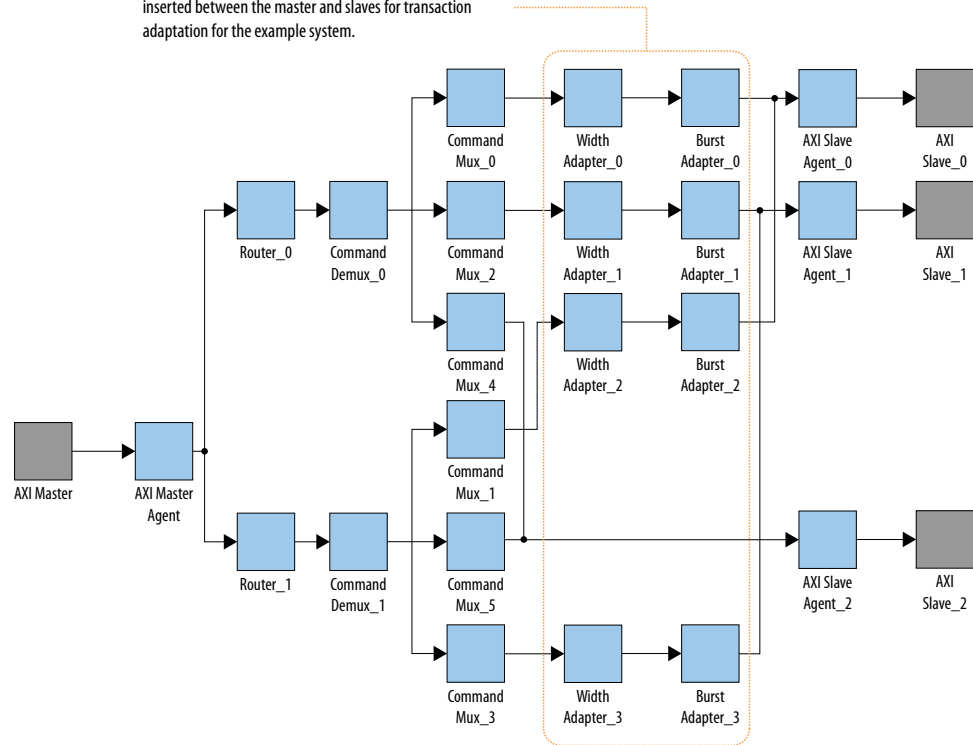 inserted between the master and slaves for transaction
adaptation for the example system.
Command
Mux_0
Width
Adapter_0
Burst
Adapter_0
AXI Slave
Agent_0
AXI
Slave_0
Router_0
Command
Demux_0
Command
Mux_2
Width
Adapter_1
Burst
Adapter_1
AXI Slave
Agent_1
AXI
Slave_1
Command
Mux_4
Width
Adapter_2
Burst
Adapter_2
AXI Master
AXI Master
Agent
Command
Mux_1
Router_1
Command
Demux_1
Command
Mux_5
AXI Slave
Agent_2
AXI
Slave_2
Command
Mux_3
Width
Adapter_3
Burst
Adapter_3